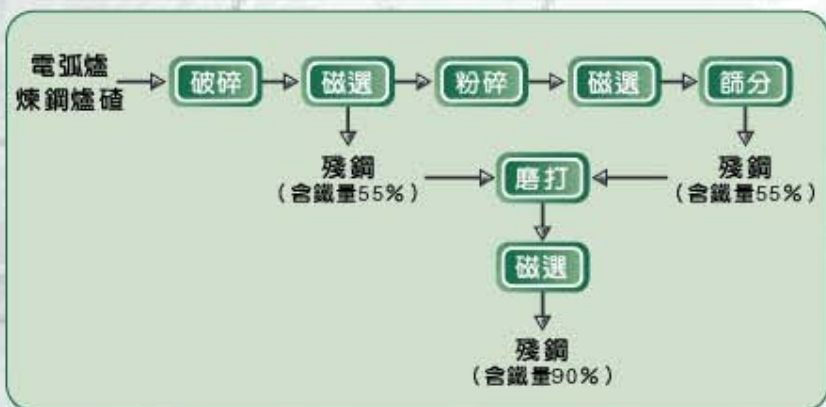 電弧爐
煉鋼爐碴
破碎
磁選
粉碎
磁選
篩分
殘鋼
（含鐵量55%）
磨打
殘鋼
（含鐵量55%）
磁選
殘鋼
（含鐵量90%）